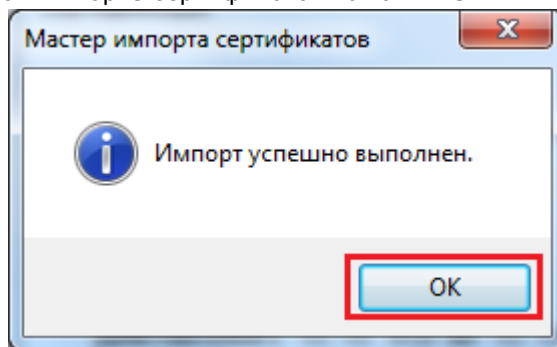 Мастер импорта сертификатов
Импорт успешно выполнен.
OK